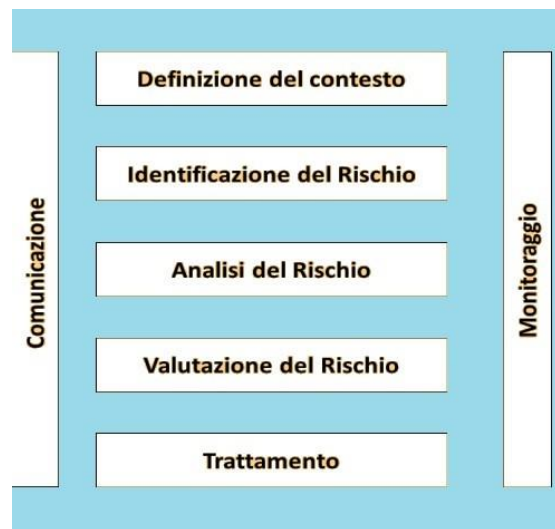 Comunicazione
Definizione del contesto
Identificazione del Rischio
Analisi del Rischio
Valutazione del Rischio
Trattamento
Monitoraggio